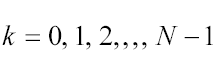 k = 0, 1, 2,,,, N − 1